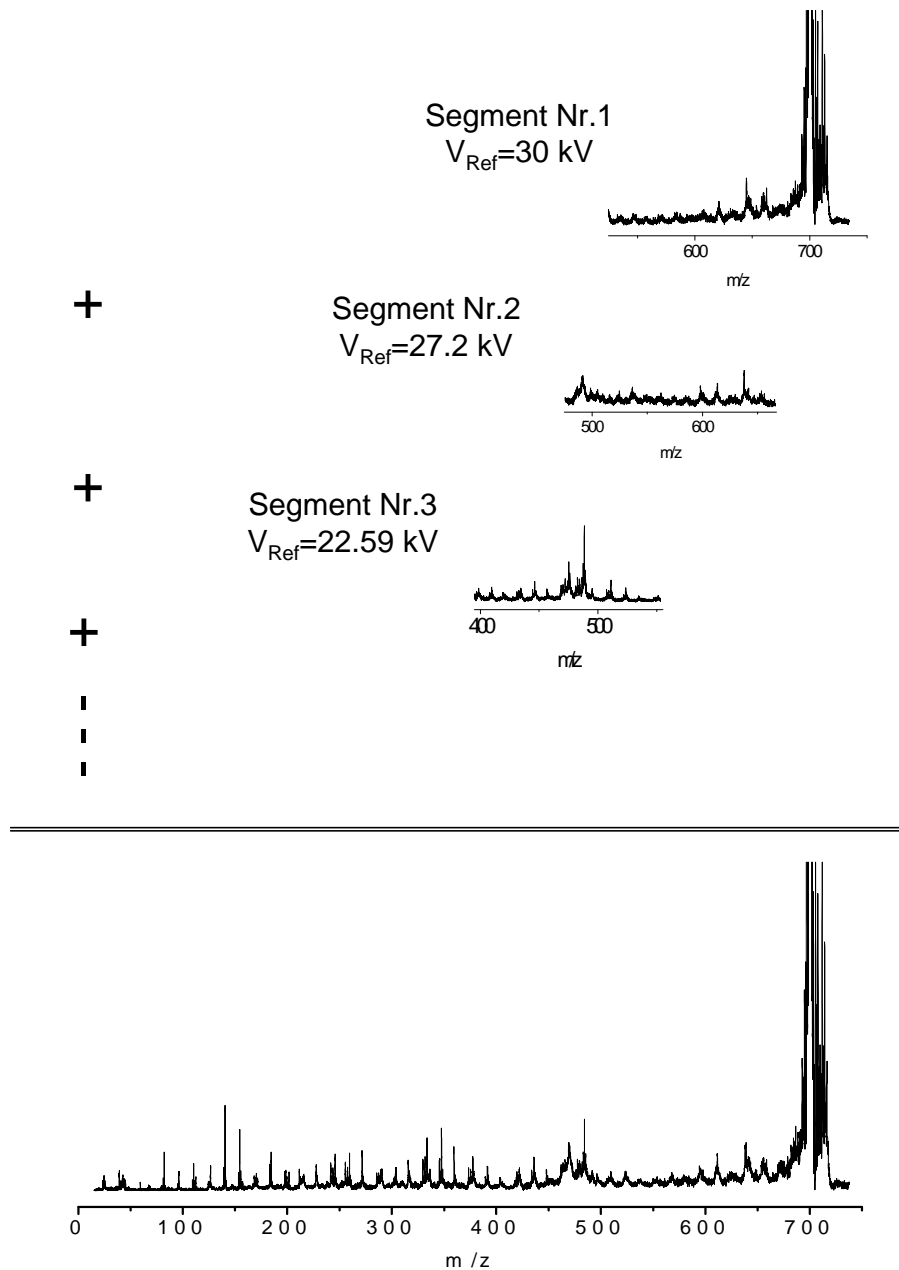 Segment Nr.1
V_Ref=30 kV
600 700
m/z
+
Segment Nr.2
V_Ref=27.2 kV
500 600
m/z
+
Segment Nr.3
V_Ref=22.59 kV
400 500
m/z
+
0 100 200 300 400 500 600 700
m/z